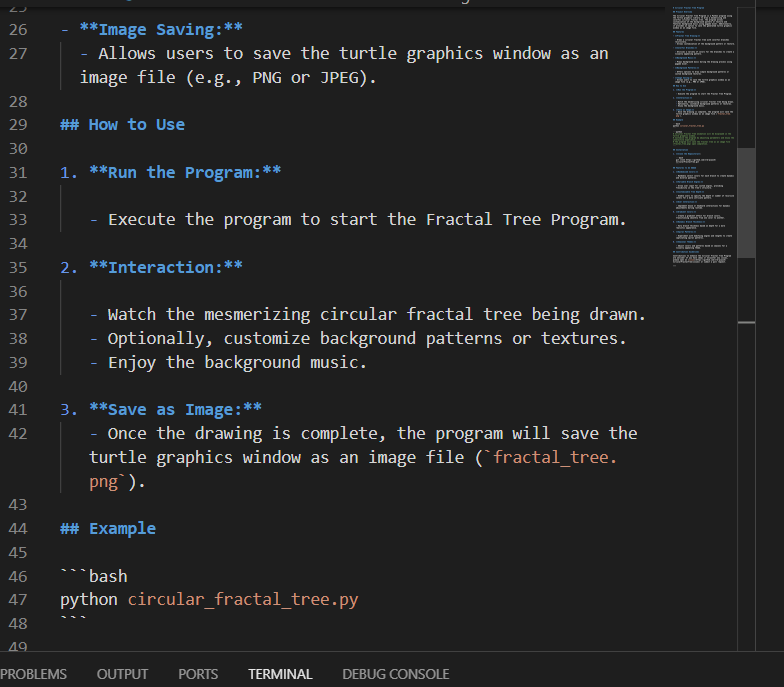 26 - **Image Saving:**
27 - Allows users to save the turtle graphics window as an
image file (e.g., PNG or JPEG).
28
29 ## How to Use
30
31 1. **Run the Program:**
32
33 - Execute the program to start the Fractal Tree Program.
34
35 2. **Interaction:**
36
37 - Watch the mesmerizing circular fractal tree being drawn.
38 - Optionally, customize background patterns or textures.
39 - Enjoy the background music.
40
41 3. **Save as Image:**
42 - Once the drawing is complete, the program will save the
turtle graphics window as an image file (`fractal_tree.
png`).
43
44 ## Example
45
46 ```bash
47 python circular_fractal_tree.py
48 ```
49
PROBLEMS OUTPUT PORTS TERMINAL DEBUG CONSOLE